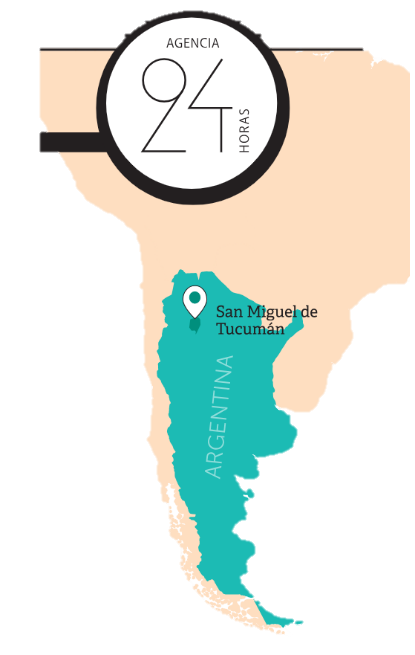 AGENCIA
24
HORAS
San Miguel de
Tucumán
ARGENTINA